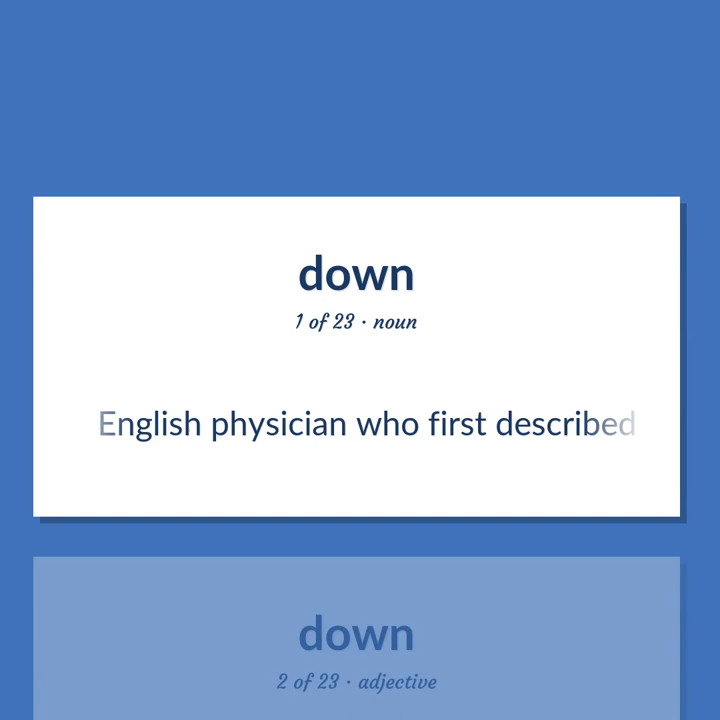 down
1 of 23 · noun
English physician who first described
down
2 of 23 · adjective